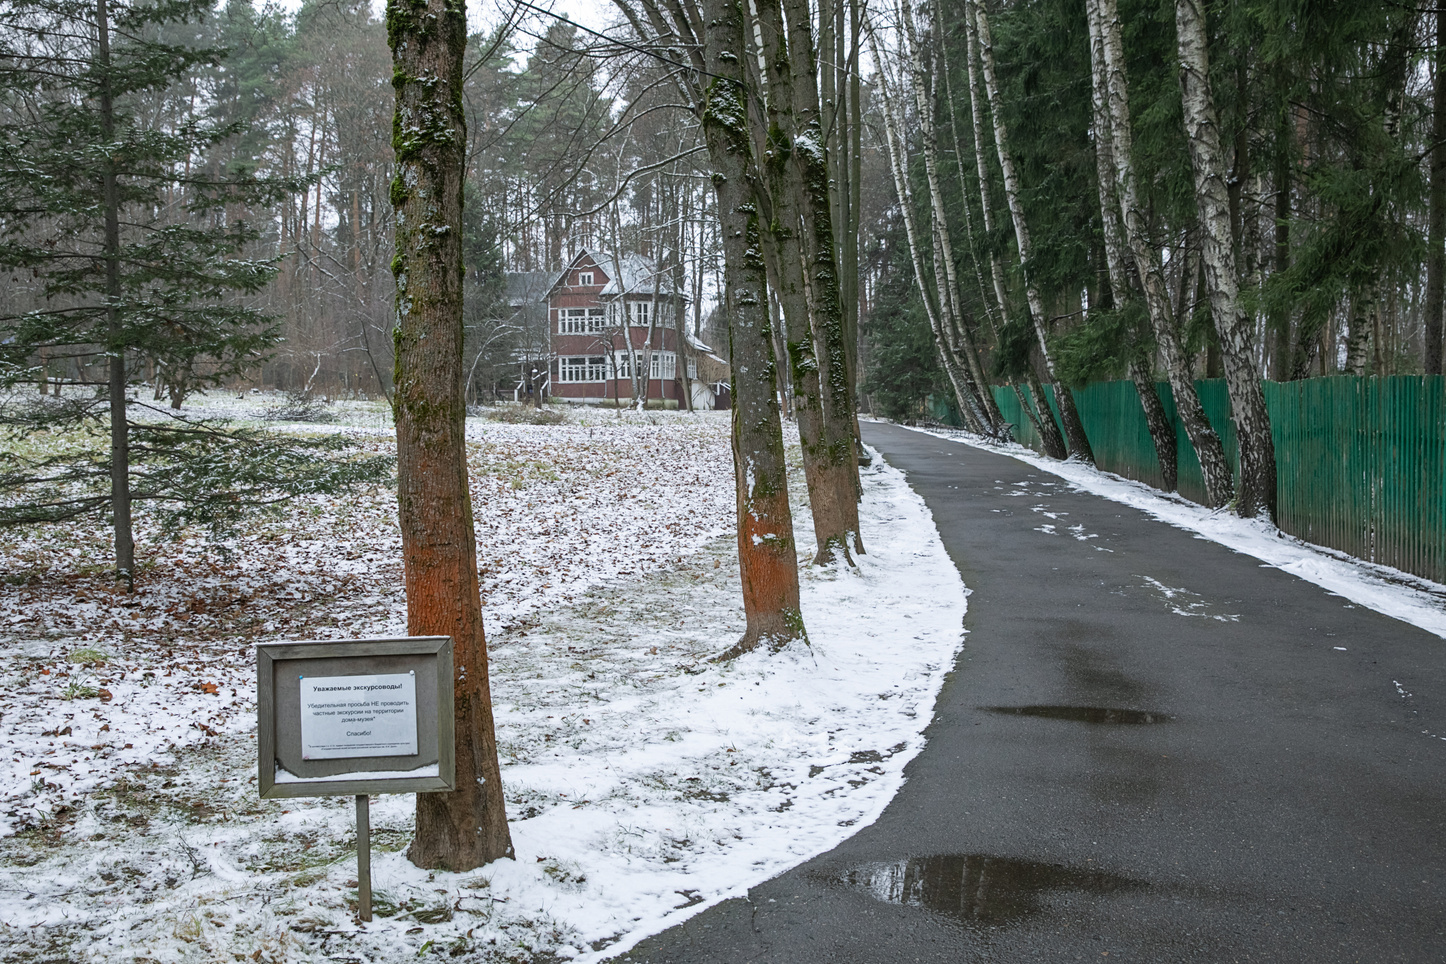 Уважаемые экскурсоводы!
Убедительная просьба НЕ проводить
частные экскурсии на территории
дома-музея*
Спасибо!